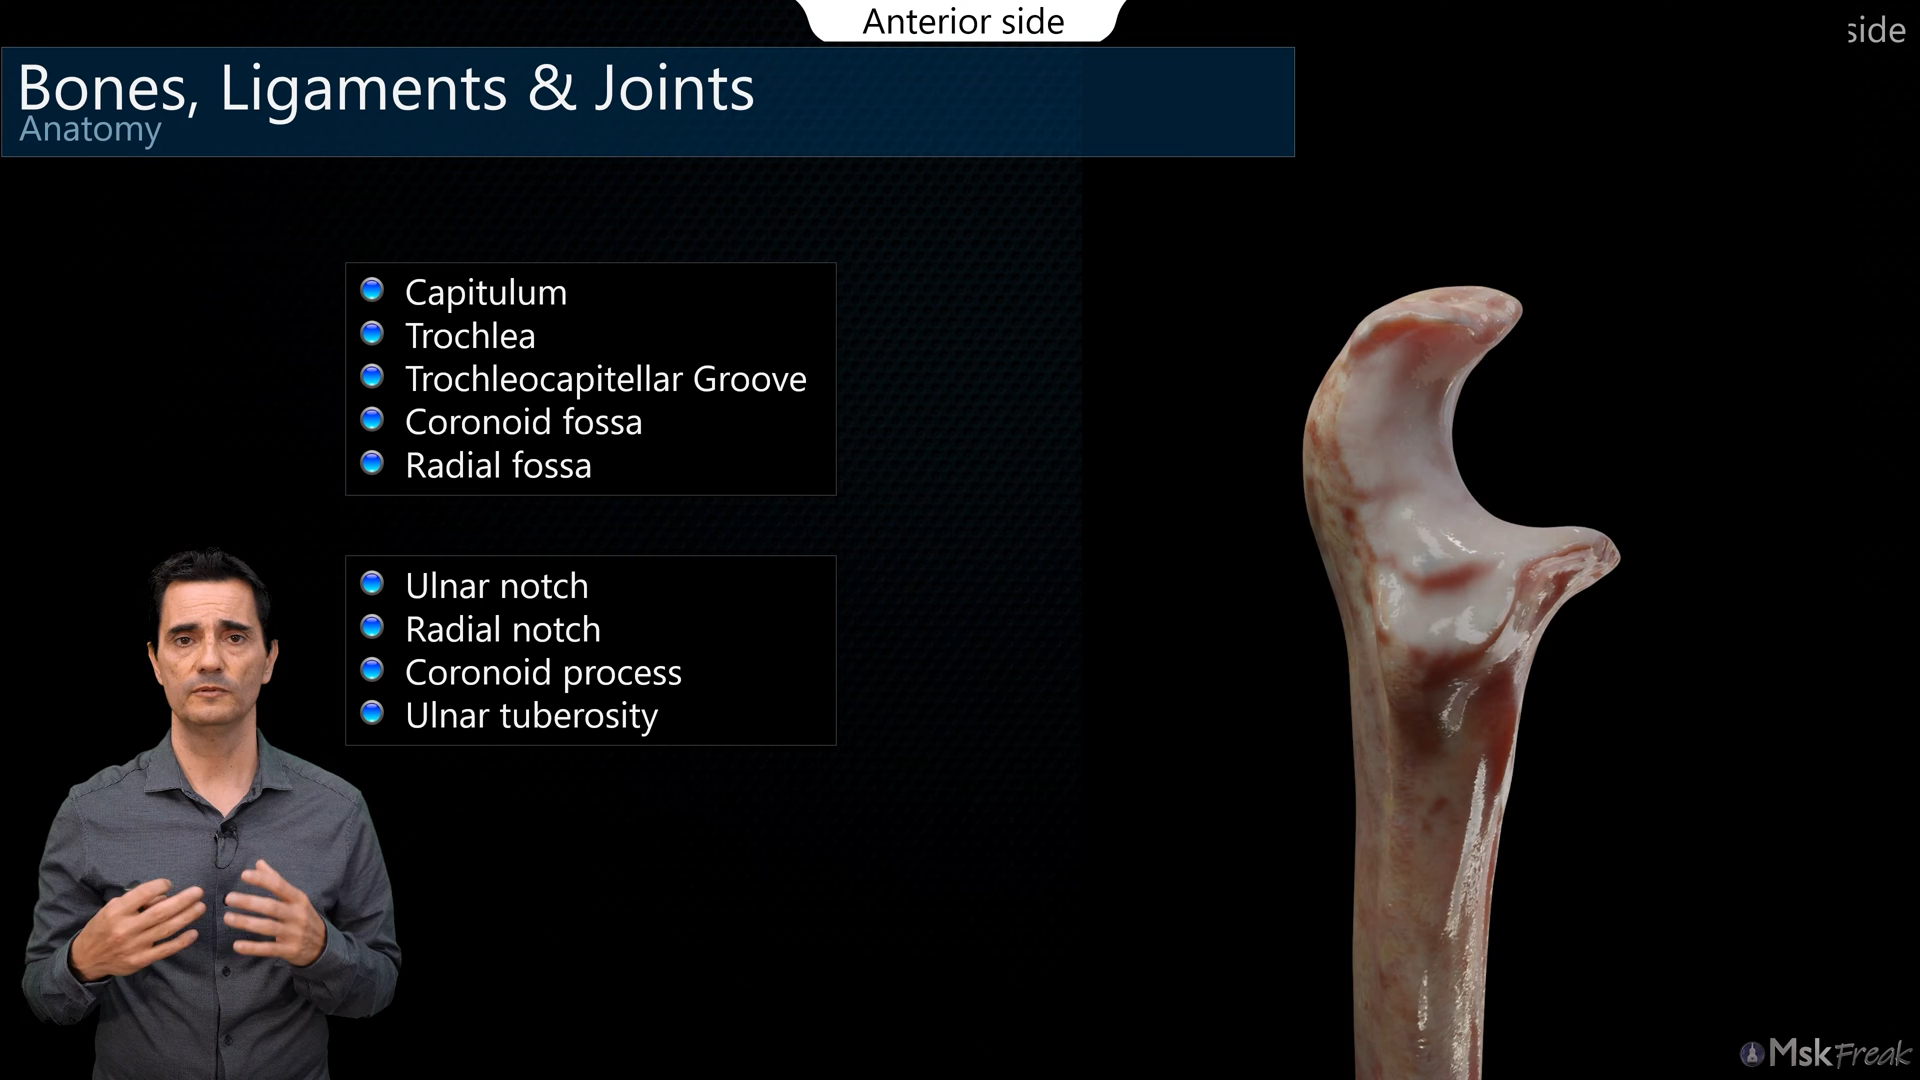 Anterior side
side
Bones, Ligaments & Joints
Anatomy
Capitulum
Trochlea
Trochleocapitellar Groove
Coronoid fossa
Radial fossa
Ulnar notch
Radial notch
Coronoid process
Ulnar tuberosity
MskFreak